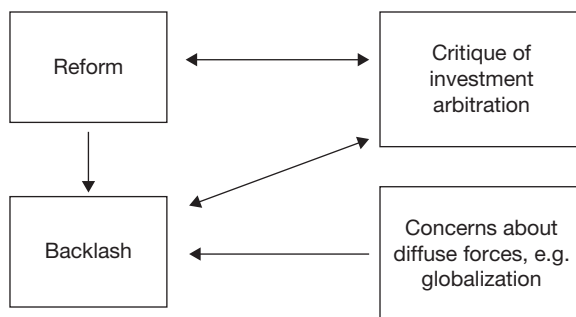 Reform
Critique of
investment
arbitration
Backlash
Concerns about
diffuse forces, e.g.
globalization